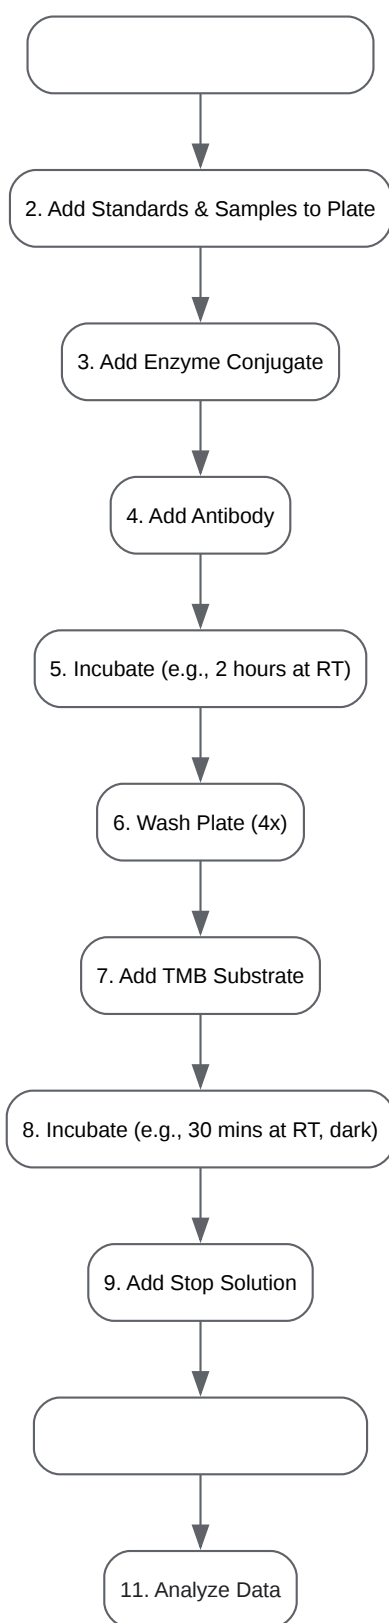 2. Add Standards & Samples to Plate
3. Add Enzyme Conjugate
4. Add Antibody
5. Incubate (e.g., 2 hours at RT)
6. Wash Plate (4x)
7. Add TMB Substrate
8. Incubate (e.g., 30 mins at RT, dark)
9. Add Stop Solution
11. Analyze Data